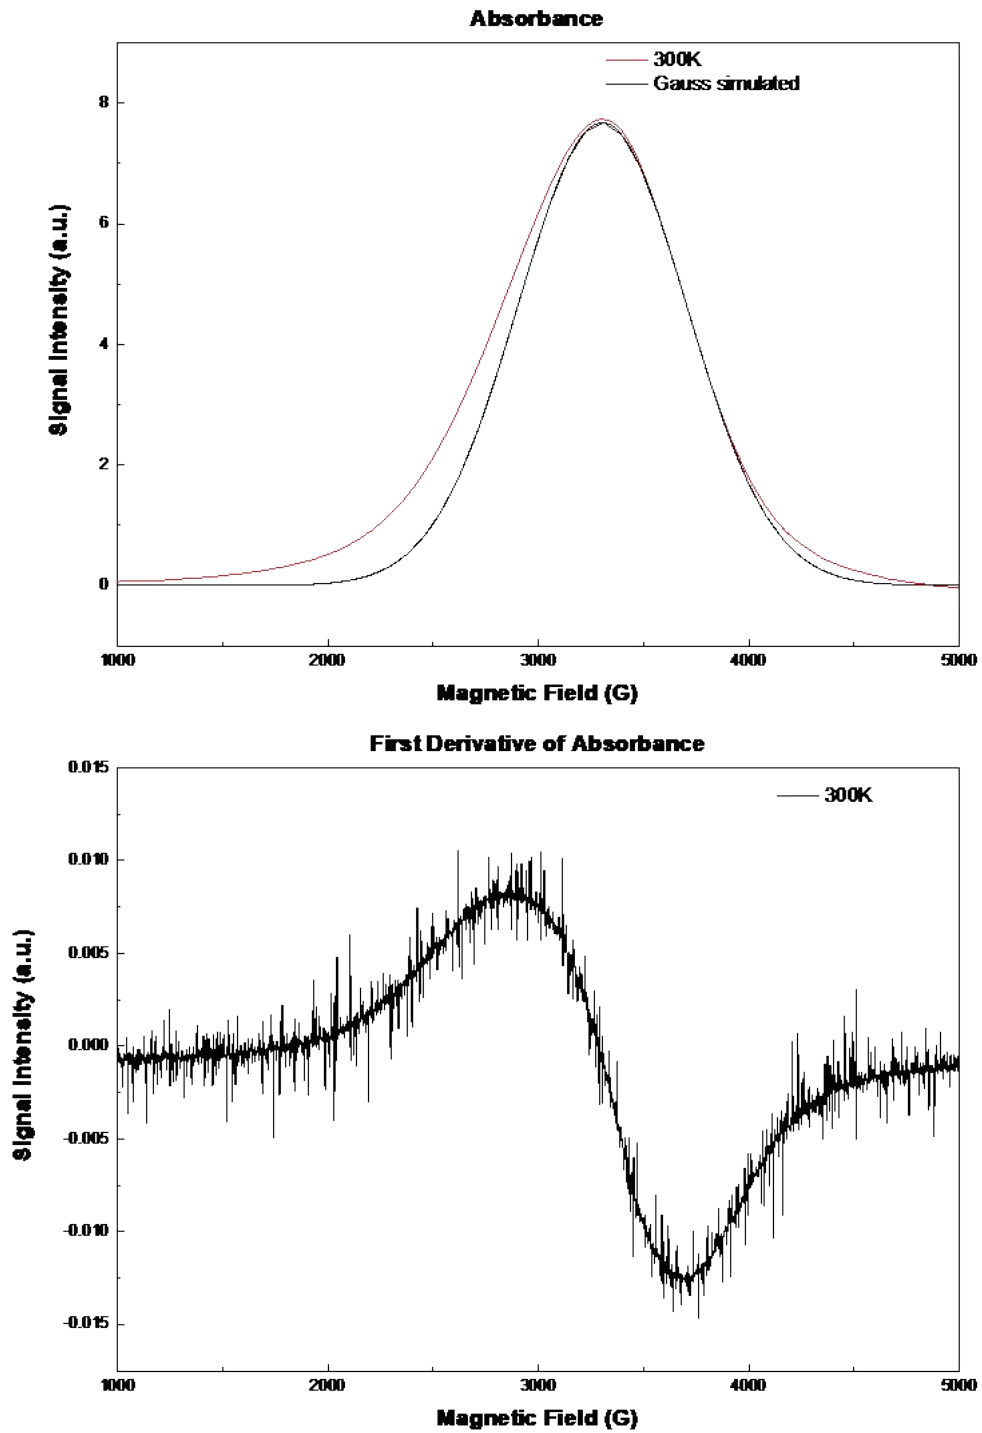 Absorbance
300K
Gauss simulated
8
6
4
2
0
Signal Intensity (a.u.)
1000 2000 3000 4000 5000
Magnetic Field (G)
First Derivative of Absorbance
300K
0.015
0.010
0.005
0.000
-0.005
-0.010
-0.015
Signal Intensity (a.u.)
1000 2000 3000 4000 5000
Magnetic Field (G)